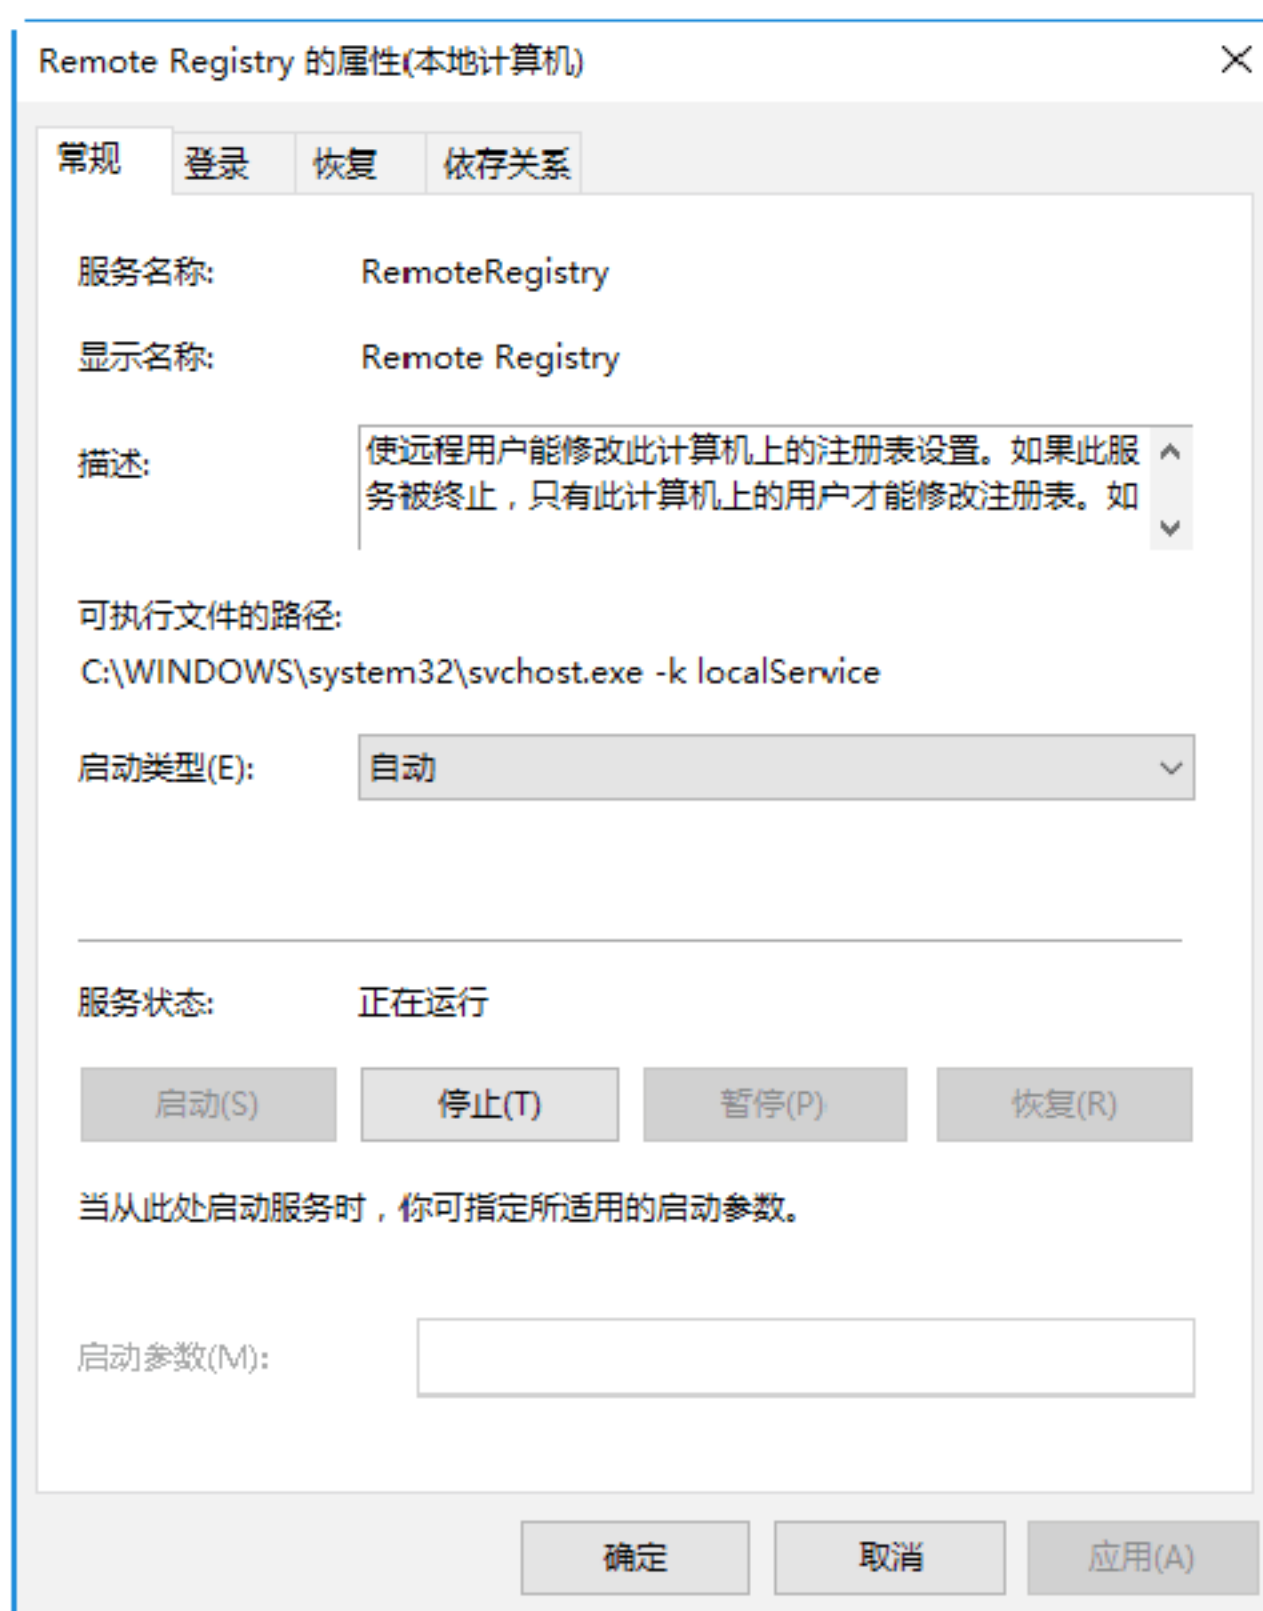 Remote Registry 的属性(本地计算机)
常规 登录 恢复 依存关系
服务名称: RemoteRegistry
显示名称: Remote Registry
描述: 使远程用户能修改此计算机上的注册表设置。如果此服
务被终止，只有此计算机上的用户才能修改注册表。如
可执行文件的路径:
C:\WINDOWS\system32\svchost.exe -k localService
启动类型(E): 自动
服务状态: 正在运行
启动(S) 停止(T) 暂停(P) 恢复(R)
当从此处启动服务时，你可指定所适用的启动参数。
启动参数(M):
确定 取消 应用(A)